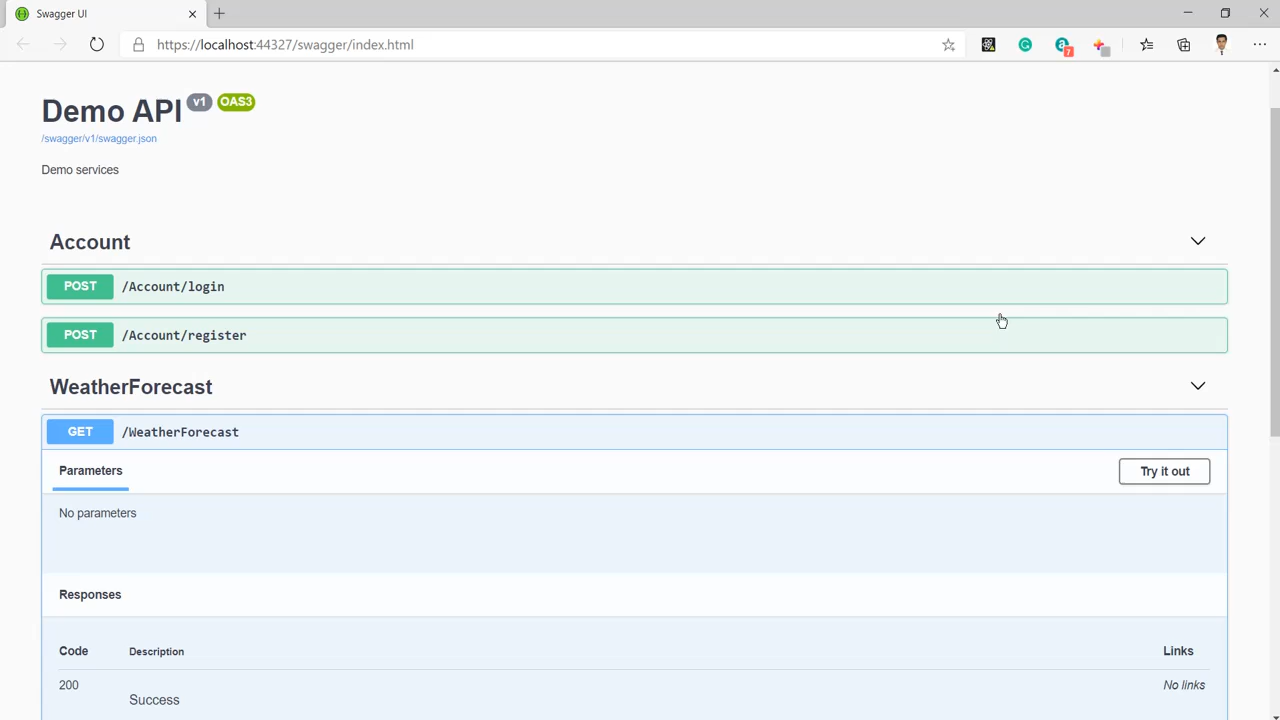 Swagger UI
https://localhost:44327/swagger/index.html
7
Demo API v1 OAS3
/swagger/v1/swagger.json
Demo services
Account
POST /Account/login
POST /Account/register
WeatherForecast
GET /WeatherForecast
Parameters Try it out
No parameters
Responses
Code Description Links
200 Success No links